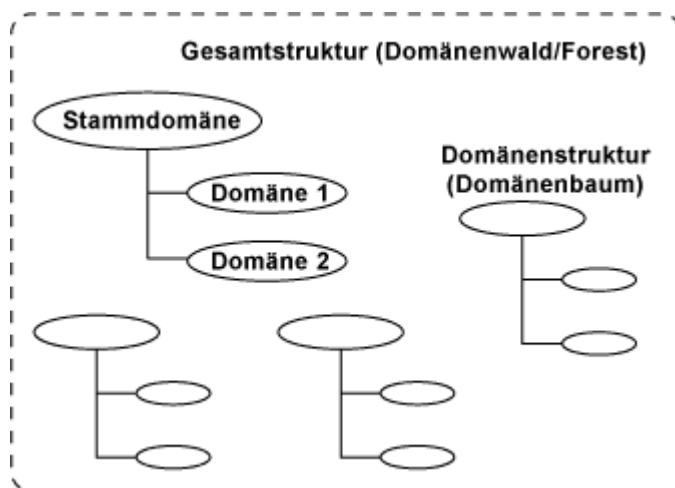 Gesamtstruktur (Domänenwald/Forest)
Stammdomäne
Domäne 1
Domäne 2
Domänenstruktur
(Domänenbaum)